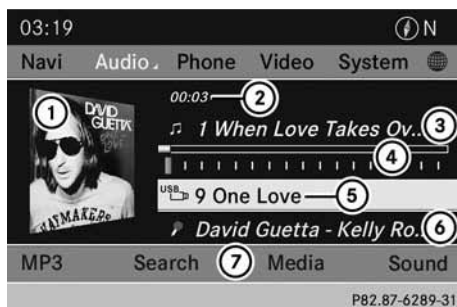 03:19 N
Navi Audio Phone Video System
1 DAVID GUETTA
00:03 2
1 When Love Takes Ov.. 3
4
USB 9 One Love 5
David Guetta - Kelly Ro. 6
MP3 Search 7 Media Sound
P82.87-6289-31